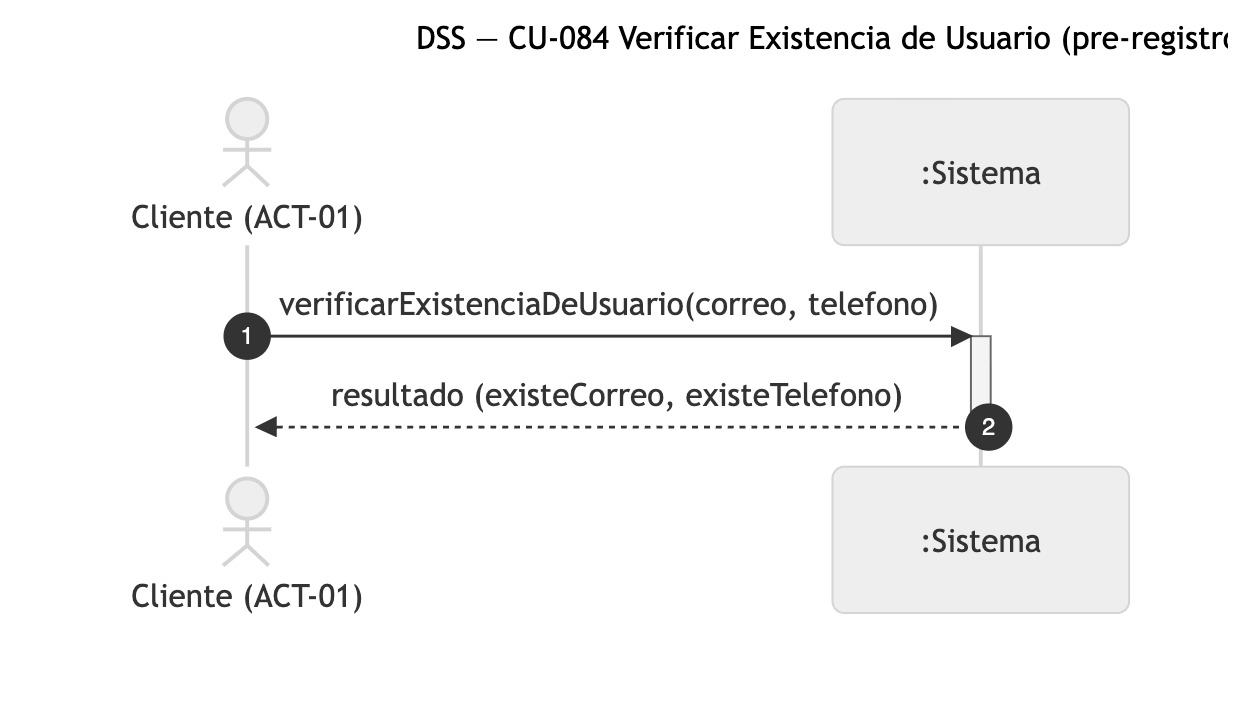 DSS — CU-084 Verificar Existencia de Usuario (pre-registro
Cliente (ACT-01)
:Sistema
verificarExistenciaDeUsuario(correo, telefono)
1
resultado (existeCorreo, existeTelefono)
2
Cliente (ACT-01)
:Sistema